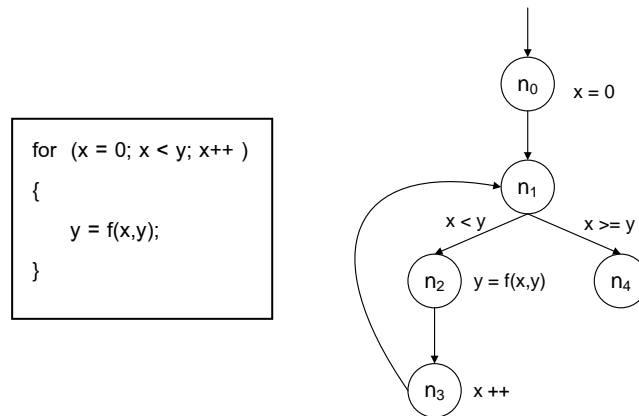 for (x = 0; x < y; x++ )
{
y = f(x,y);
}
n0
x = 0
n1
x < y
x >= y
n2
y = f(x,y)
n4
n3
x ++